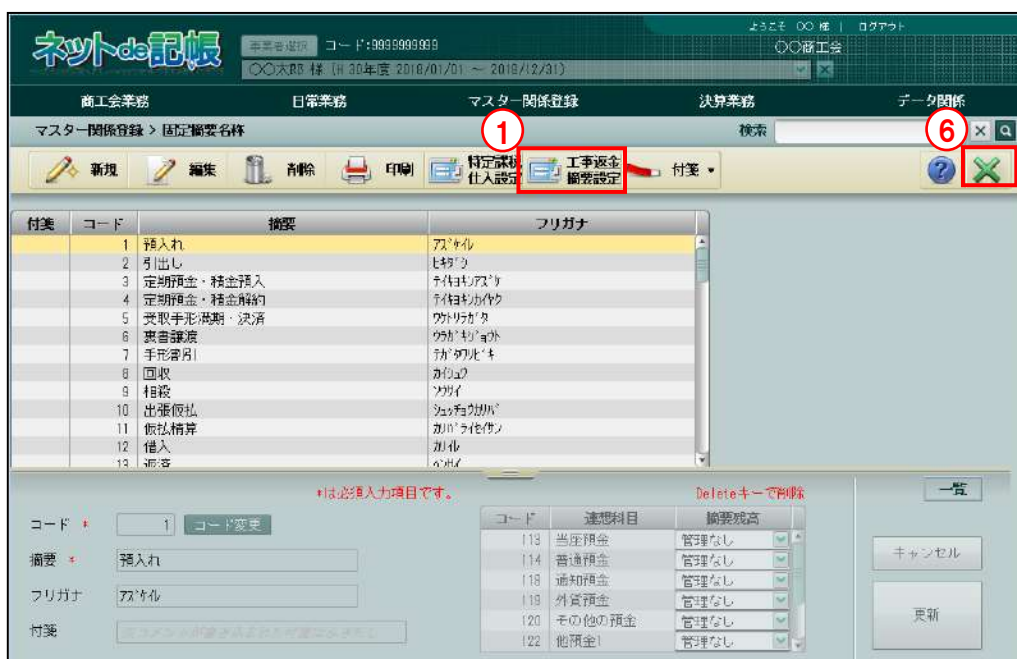 ようこそ 〇〇 様 | ログアウト
ネットde記帳
事業者選択 コード:9999999999
〇〇商工会
〇〇太郎 様 (H 30年度 2018/01/01 ～ 2018/12/31)
商工会業務 日常業務 マスター関係登録 決算業務 データ関係
マスター関係登録 > 固定摘要名称 検索
1
6
新規 編集 削除 印刷 特定課税仕入設定 工事返金摘要設定 付箋
付箋 コード 摘要 フリガナ
1 預入れ アズケイレ
2 引出し ヒキダシ
3 定期預金・積金預入 テイキヨキンアズケ
4 定期預金・積金解約 テイキヨキンカイヤク
5 受取手形満期・決済 ウケトリテガタ
6 裏書譲渡 ウラガキジョウト
7 手形割引 テガタワリビキ
8 回収 カイシュウ
9 相殺 ソウサイ
10 出張仮払 シュッチョウカリバ
11 仮払精算 カリバライセイサン
12 借入 カリイレ
13 返済 ヘンサイ
*は必須入力項目です。
Deleteキーで削除
一覧
コード * 1 コード変更
摘要 * 預入れ
フリガナ アズケイレ
付箋
コード 連想科目 摘要残高
113 当座預金 管理なし
114 普通預金 管理なし
118 通知預金 管理なし
119 外貨預金 管理なし
120 その他の預金 管理なし
122 他預金1 管理なし
キャンセル
更新